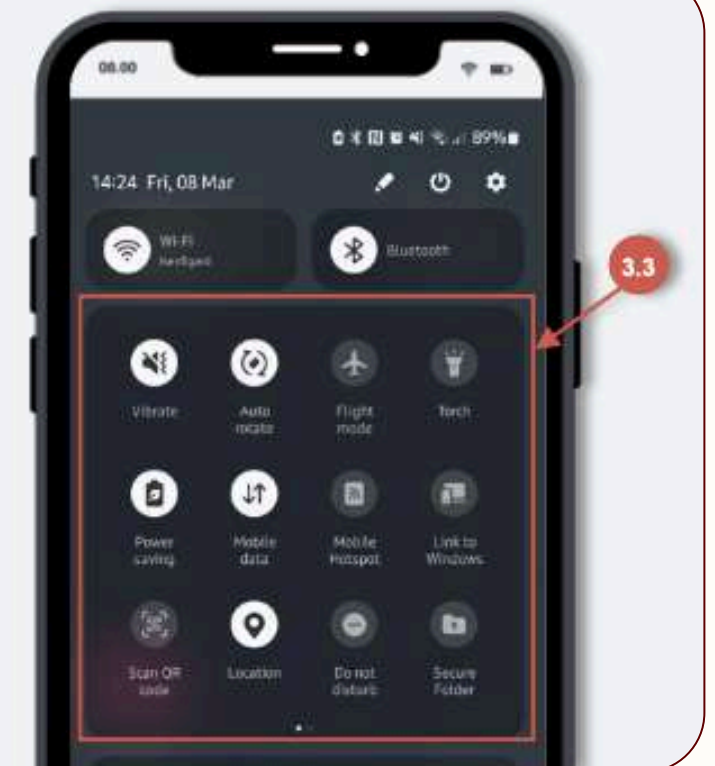 08.00
89%
14:24 Fri, 08 Mar
Wi-Fi
Bluetooth
3.3
Vibrate
Auto
rotate
Flight
mode
Torch
Power
saving
Mobile
data
Mobile
Hotspot
Link to
Windows
Scan QR
code
Location
Do not
disturb
Secure
Folder